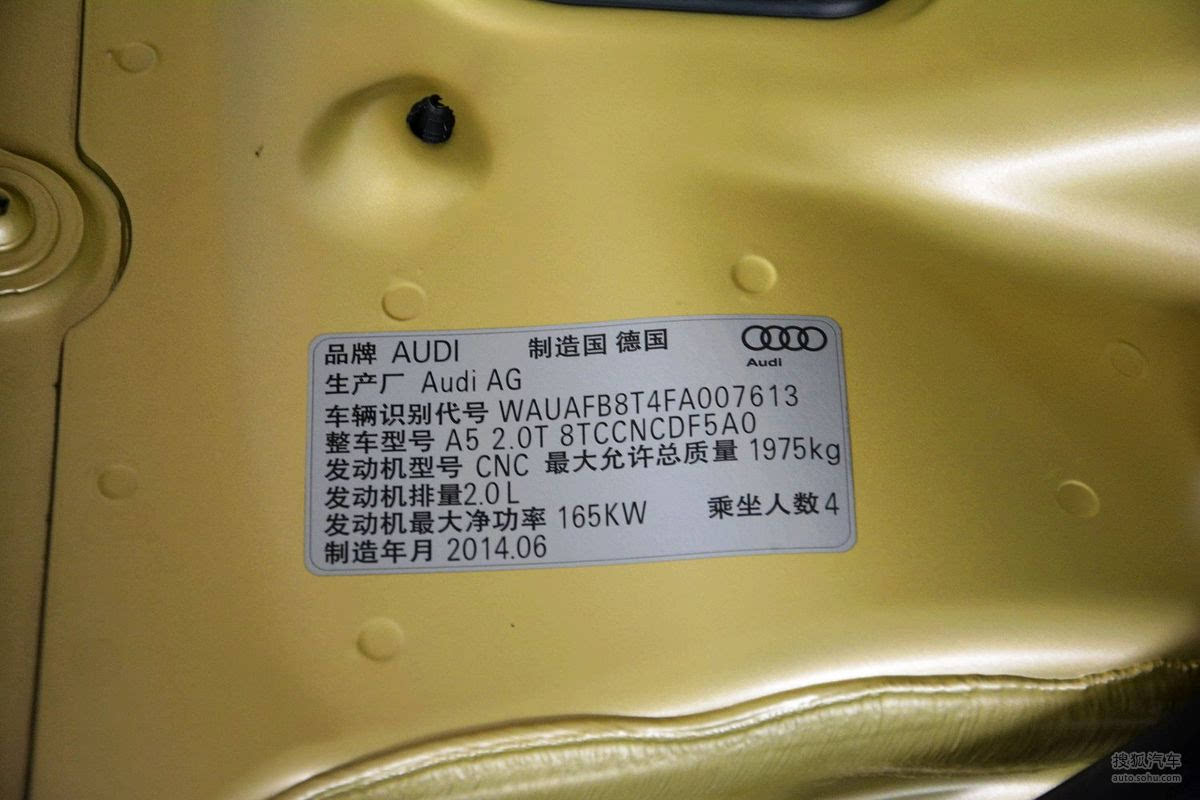 品牌 AUDI 制造国 德国
Audi
生产厂 Audi AG
车辆识别代号 WAUAFB8T4FA007613
整车型号 A5 2.0T 8TCCNCDF5A0
发动机型号 CNC 最大允许总质量 1975kg
发动机排量2.0L
发动机最大净功率 165KW 乘坐人数4
制造年月 2014.06
搜狐汽车
auto.sohu.com